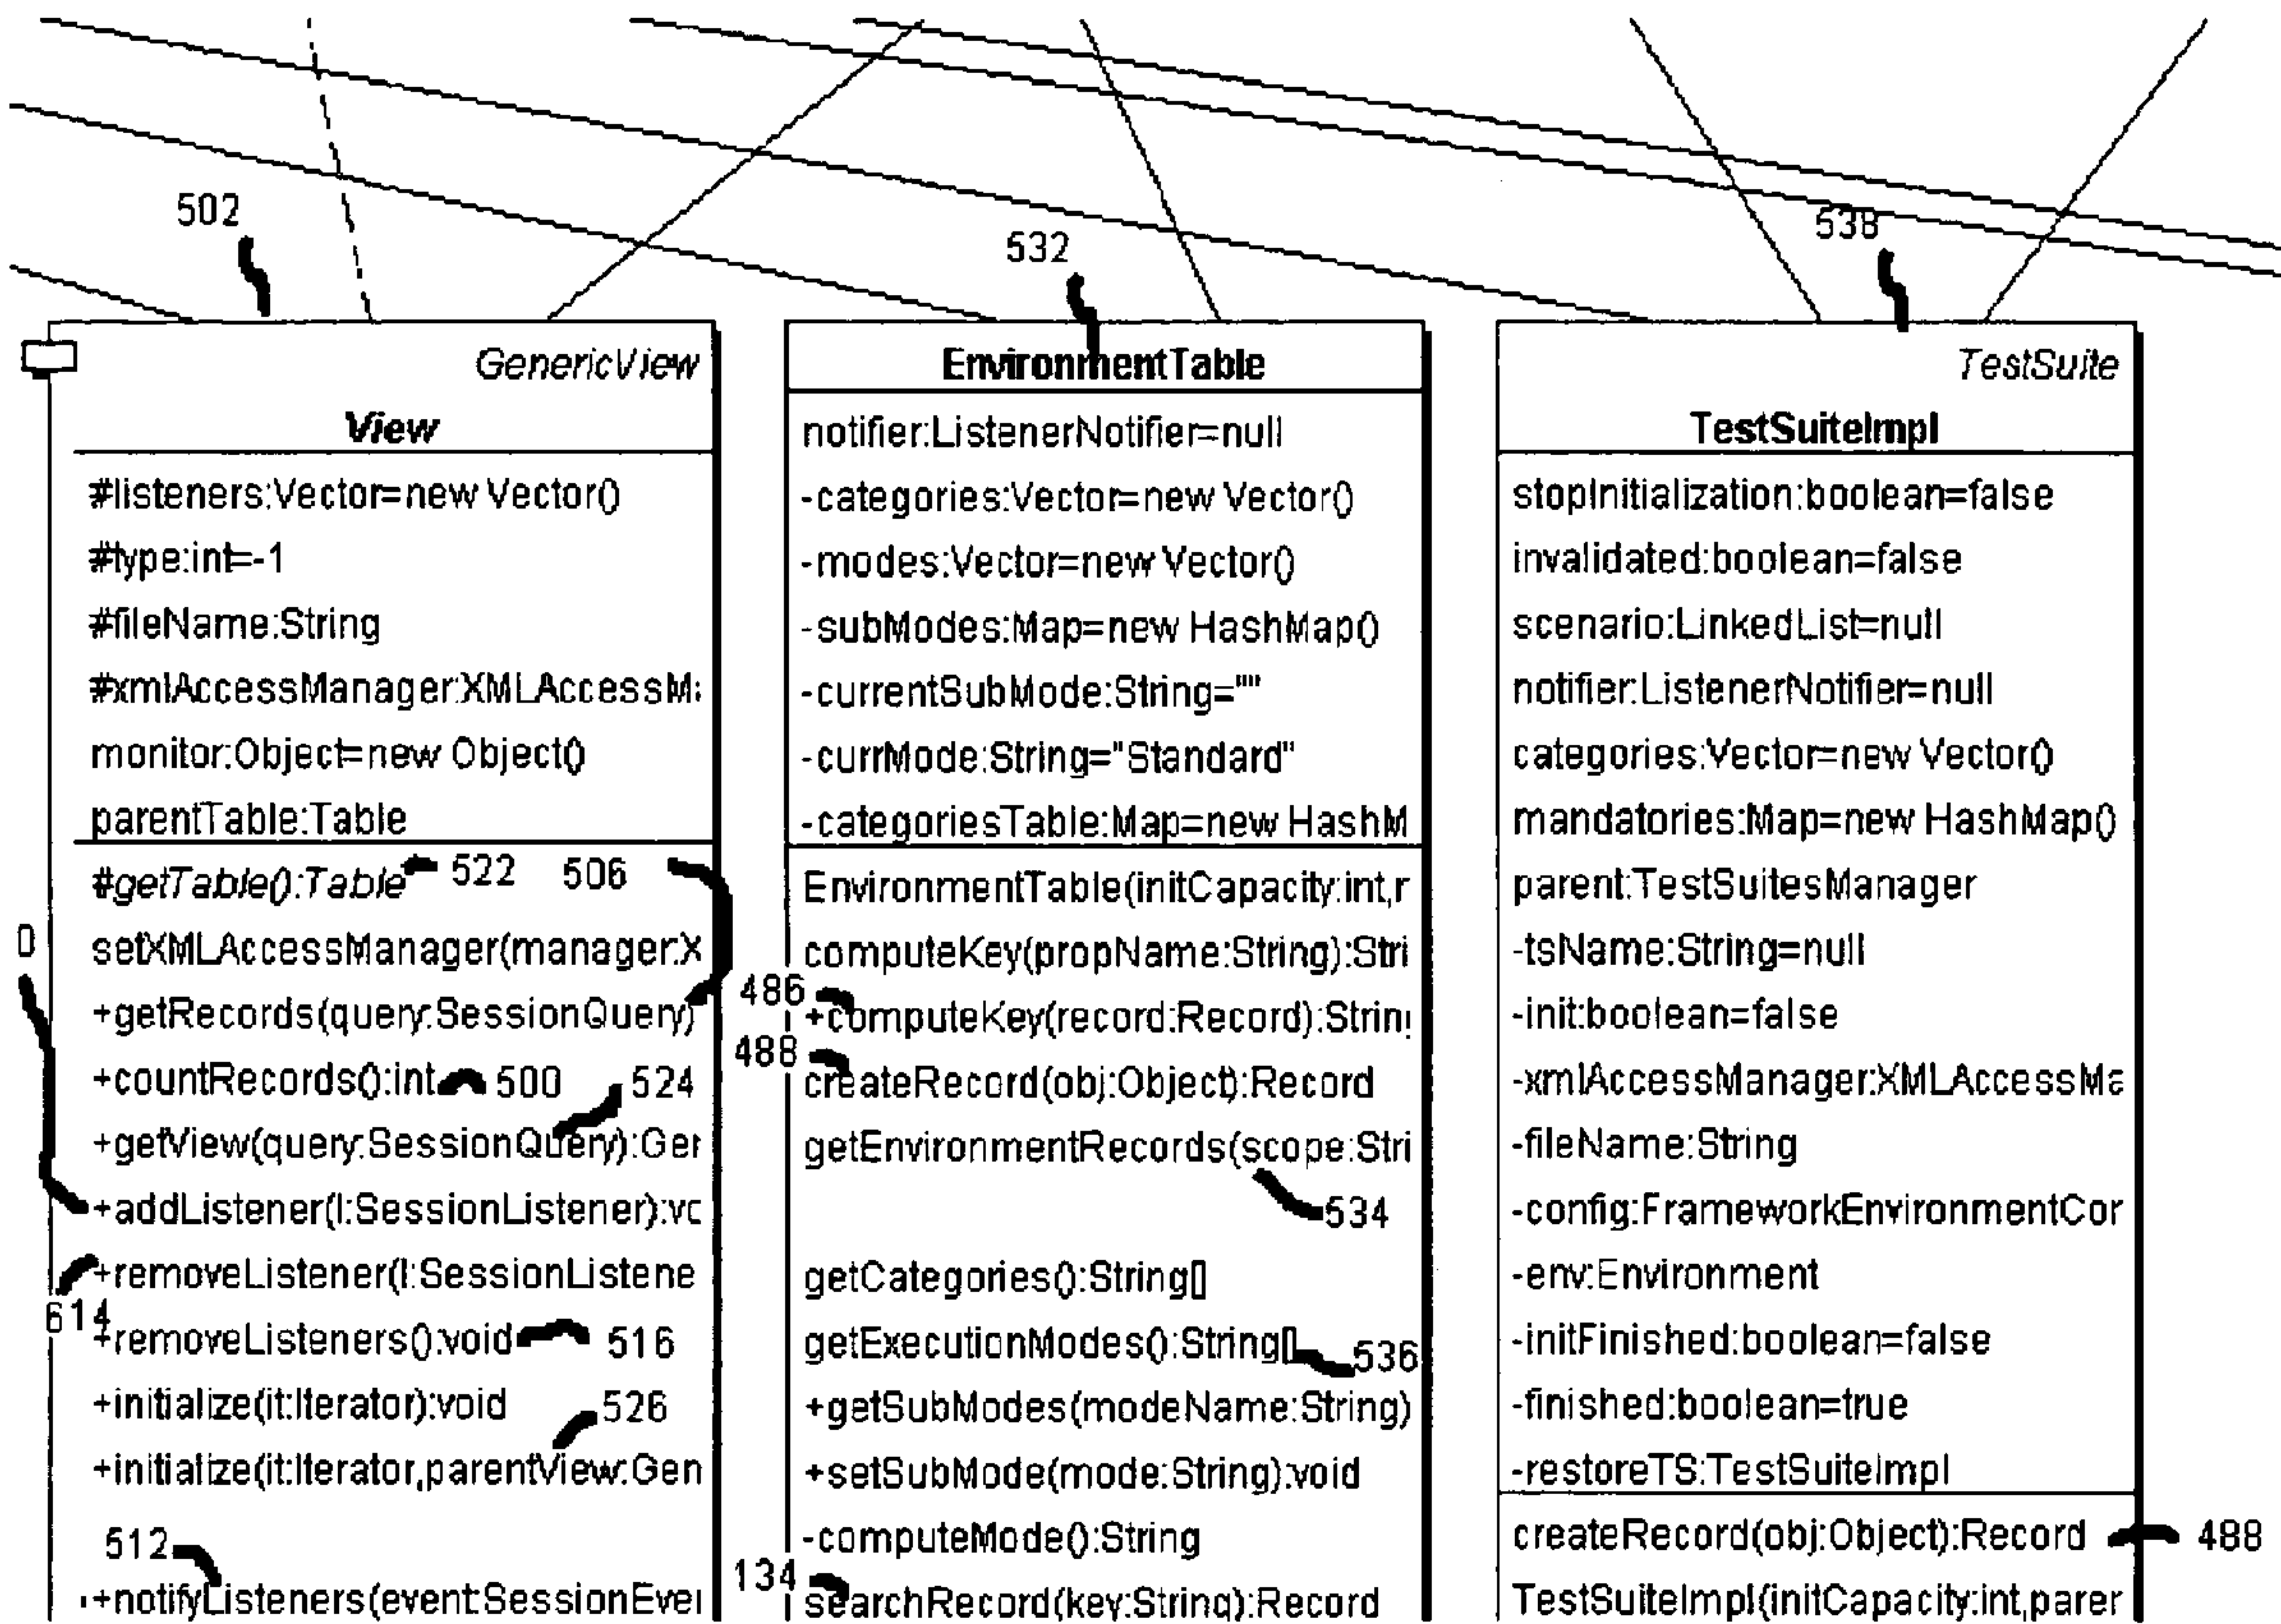 502
532
538
GenericView
View
#listeners:Vector=new Vector()
#type:int=-1
#fileName:String
#xmlAccessManager:XMLAccessMa
monitor:Object=new Object()
parentTable:Table
#getTable():Table 522 506
0
setXMLAccessManager(manager:X
+getRecords(query:SessionQuery)
+countRecords():int 500 524
+getView(query:SessionQuery):Ger
+addListener(l:SessionListener):vc
+removeListener(l:SessionListene
614
+removeListeners():void 516
+initialize(it:Iterator):void
526
+initialize(it:Iterator,parentView:Gen
512
+notifyListeners(event:SessionEver
EnvironmentTable
notifier:ListenerNotifier=null
-categories:Vector=new Vector()
-modes:Vector=new Vector()
-subModes:Map=new HashMap()
-currentSubMode:String=""
-currMode:String="Standard"
-categoriesTable:Map=new HashM
EnvironmentTable(initCapacity:int,r
computeKey(propName:String):Stri
486
+computeKey(record:Record):String
488
createRecord(obj:Object):Record
getEnvironmentRecords(scope:Stri
534
getCategories():String[]
getExecutionModes():String[] 536
+getSubModes(modeName:String)
+setSubMode(mode:String):void
-computeMode():String
134
searchRecord(key:String):Record
TestSuite
TestSuiteImpl
stopInitialization:boolean=false
invalidated:boolean=false
scenario:LinkedList=null
notifier:ListenerNotifier=null
categories:Vector=new Vector()
mandatories:Map=new HashMap()
parent:TestSuitesManager
-tsName:String=null
-init:boolean=false
-xmlAccessManager:XMLAccessMa
-fileName:String
-config:FrameworkEnvironmentCor
-env:Environment
-initFinished:boolean=false
-finished:boolean=true
-restoreTS:TestSuiteImpl
createRecord(obj:Object):Record 488
TestSuiteImpl(initCapacity:int,parer